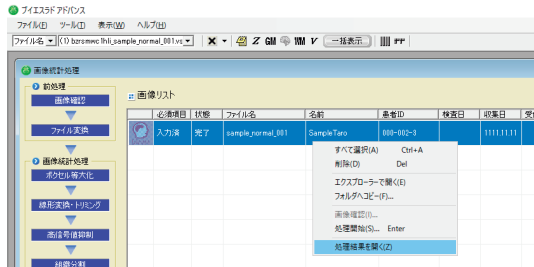 ブイエスラド アドバンス
ファイル(F) ツール(T) 表示(W) ヘルプ(H)
ファイル名 (1) bzrsmwc1hli_sample_normal_001.vs 一括表示
画像統計処理
前処理
画像確認
ファイル変換
画像統計処理
ボクセル等大化
線形変換・トリミング
高信号値抑制
組織分割
画像リスト
必須項目 状態 ファイル名 名前 患者ID 検査日 収集日
入力済 完了 sample_normal_001 SampleTaro 000-002-3 1111.11.11
すべて選択(A) Ctrl+A
削除(D) Del
エクスプローラーで開く(E)
フォルダへコピー(F)...
画像確認(I)...
処理開始(S)... Enter
処理結果を開く(Z)